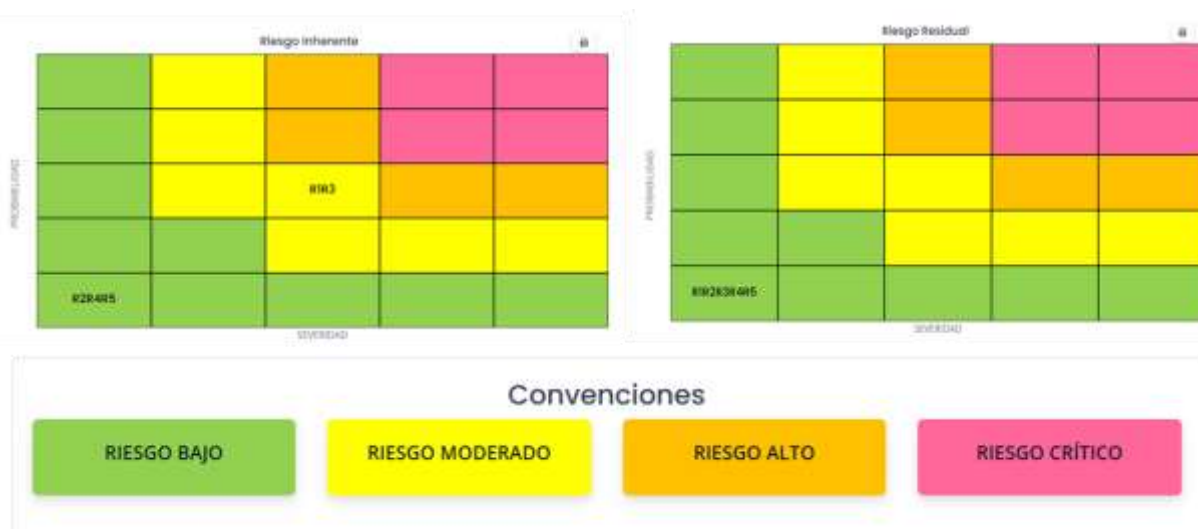 Riesgo Inherente
PROBABILIDAD
R1R3
R2R4R5
SEVERIDAD
Riesgo Residual
PROBABILIDAD
R1R2R3R4R5
SEVERIDAD
Convenciones
RIESGO BAJO
RIESGO MODERADO
RIESGO ALTO
RIESGO CRÍTICO